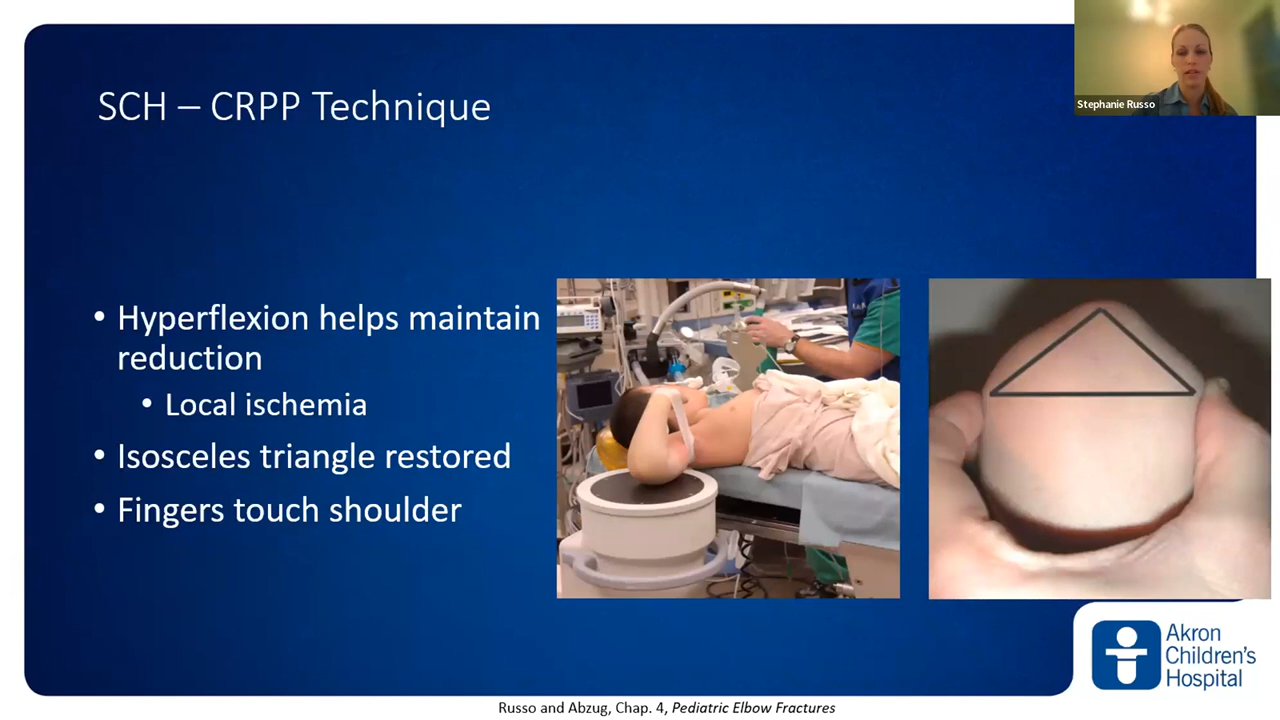 SCH – CRPP Technique
Stephanie Russo
• Hyperflexion helps maintain
reduction
• Local ischemia
• Isosceles triangle restored
• Fingers touch shoulder
Akron
Children's
Hospital
Russo and Abzug, Chap. 4, Pediatric Elbow Fractures